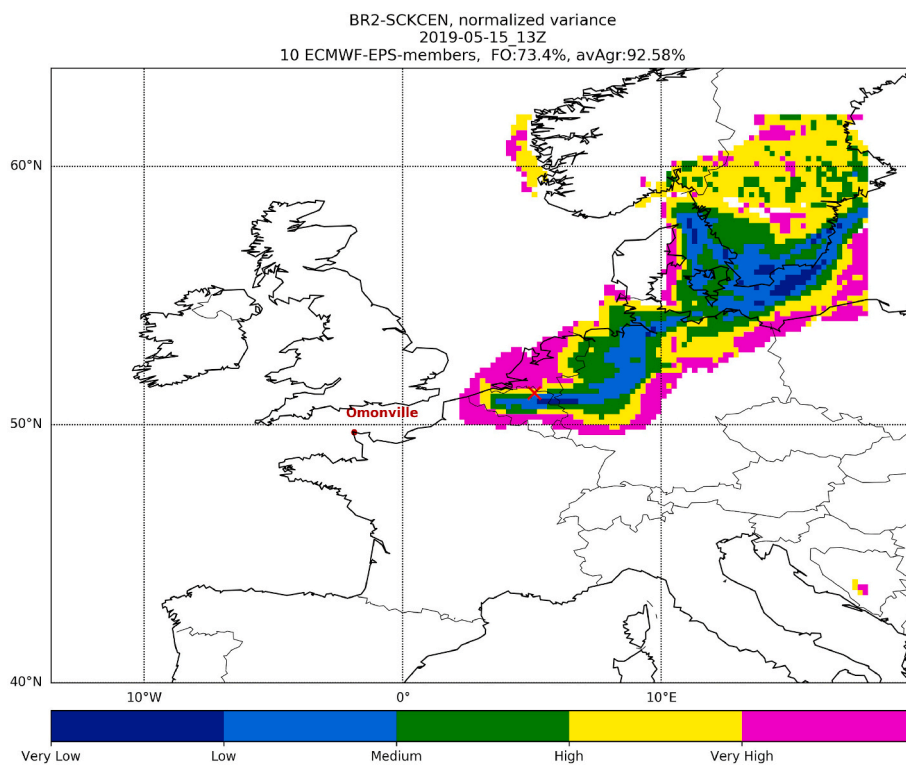 BR2-SCKCEN, normalized variance
2019-05-15_13Z
10 ECMWF-EPS-members,  FO:73.4%, avAgr:92.58%
60°N
Omonville
50°N
40°N
10°W 0° 10°E
Very Low Low Medium High Very High